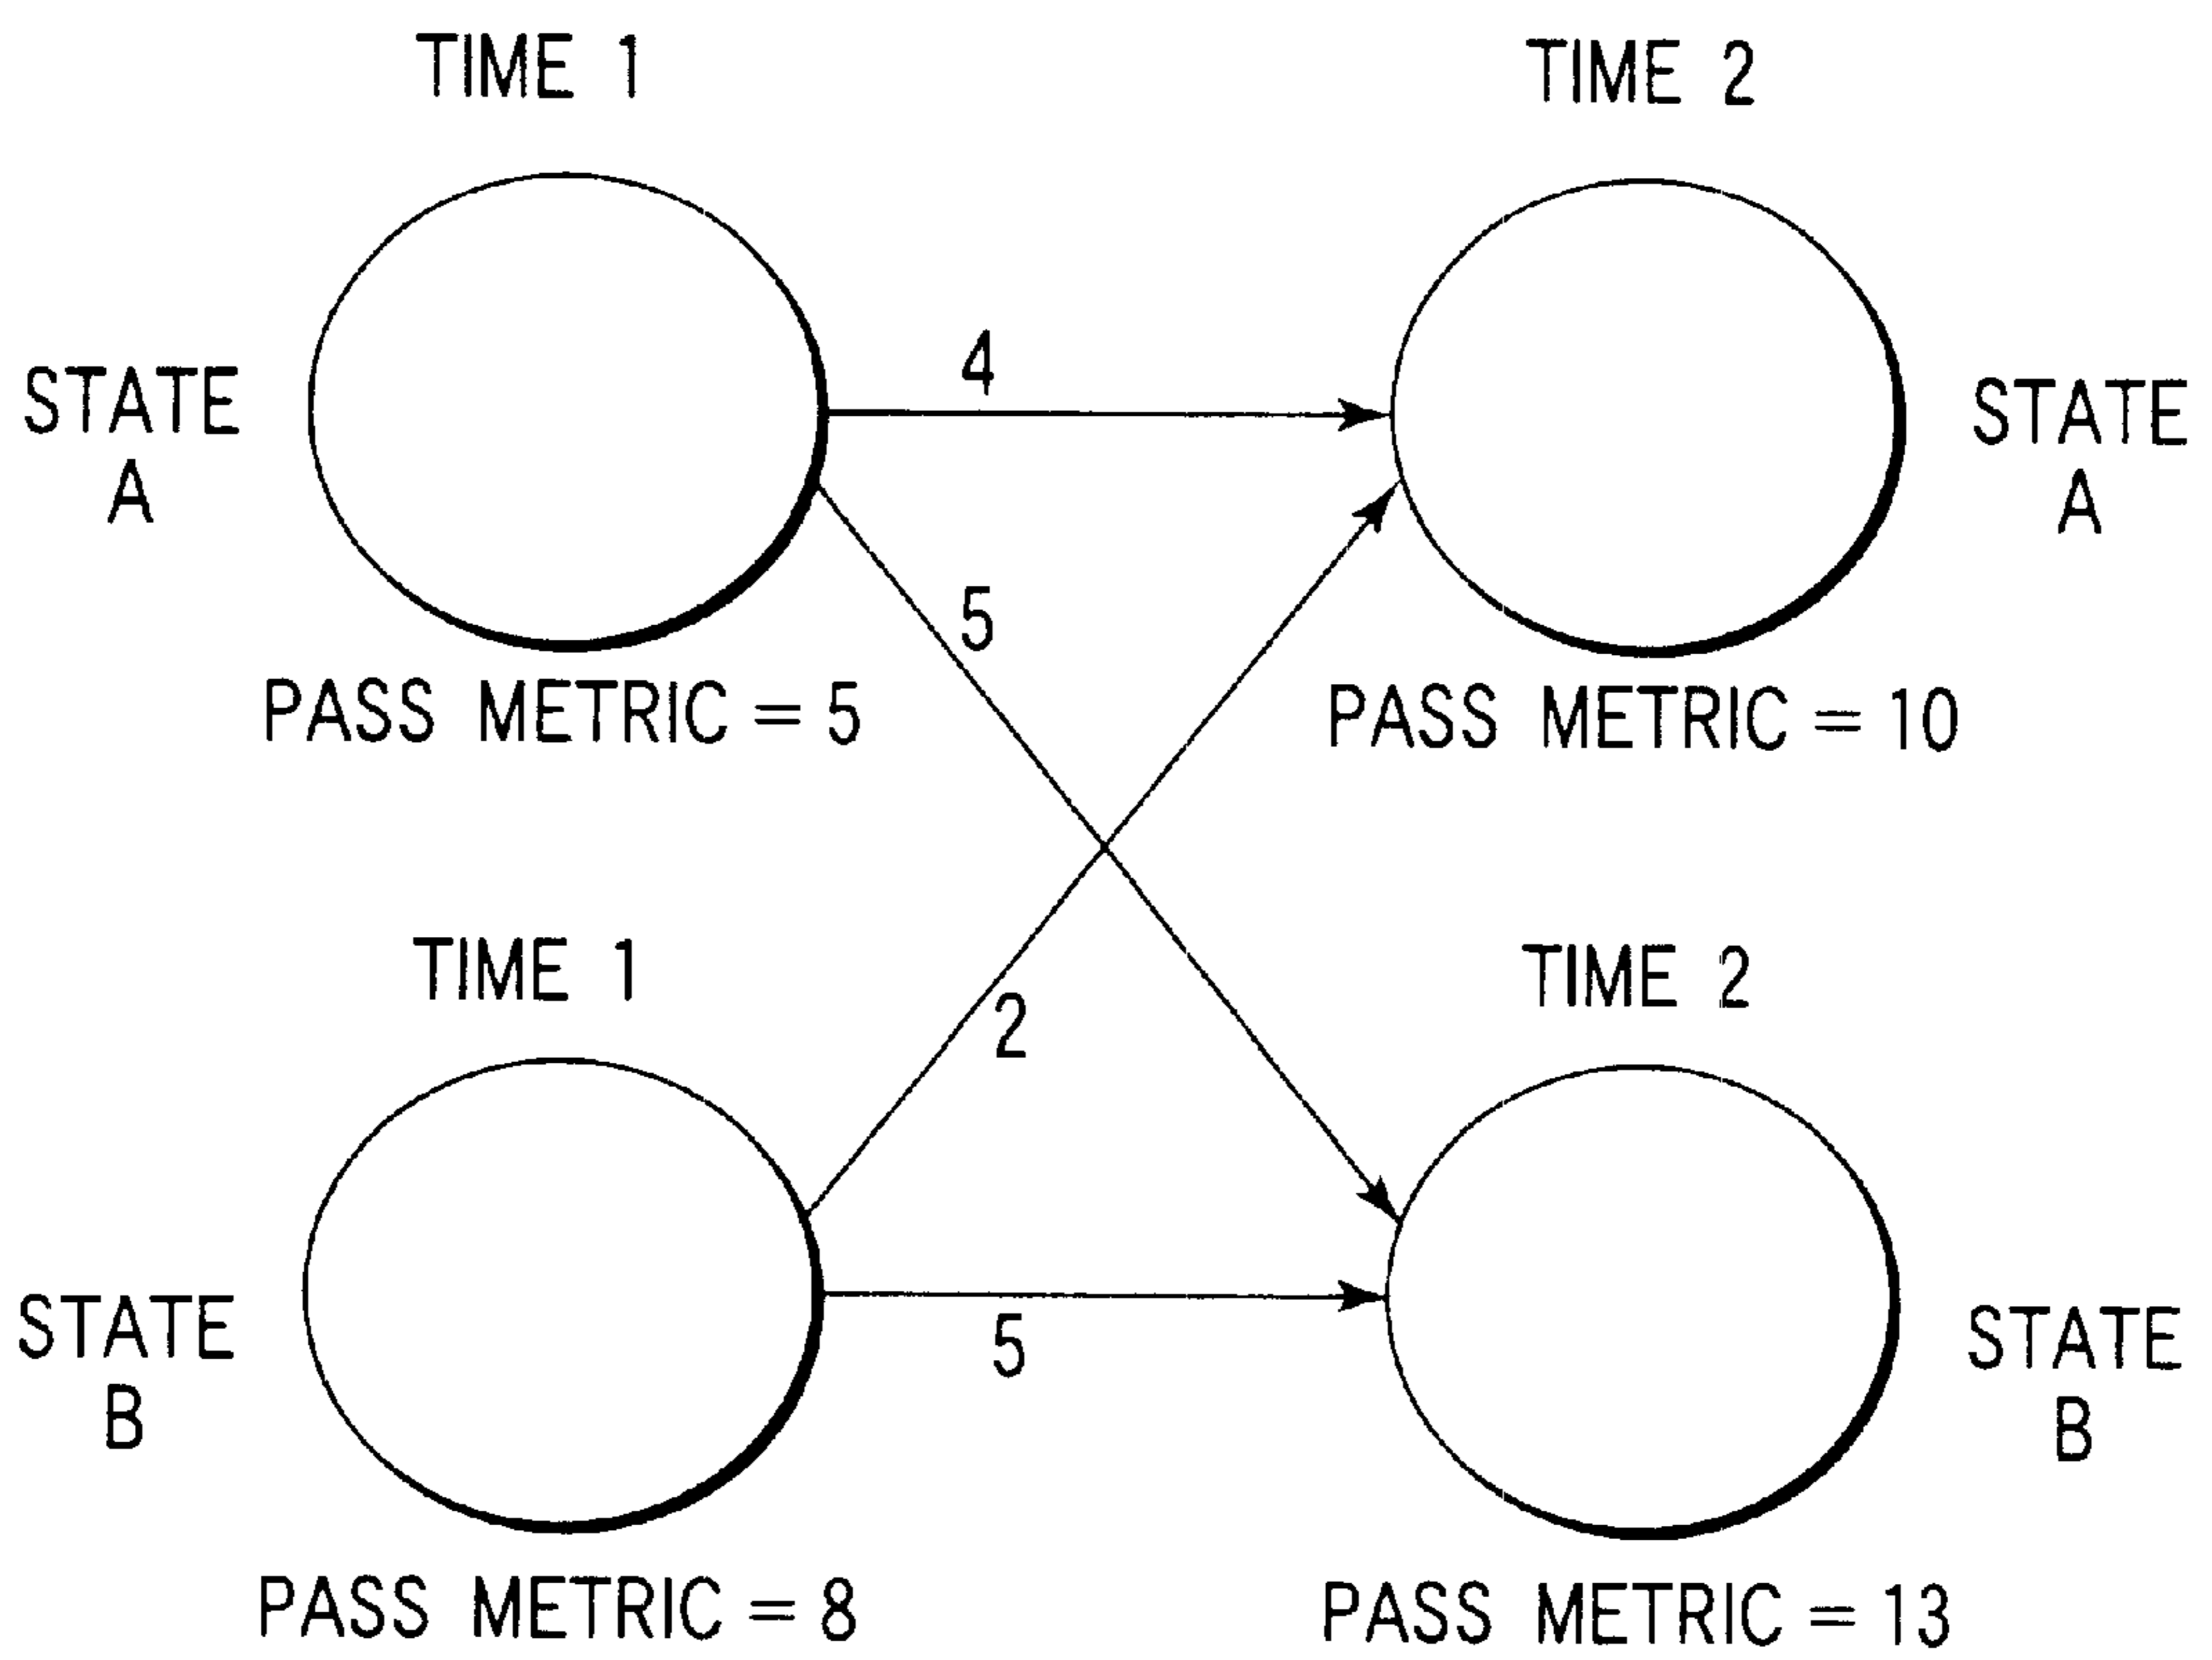 TIME 1
TIME 2
STATE
A
4
STATE
A
5
PASS METRIC = 5
PASS METRIC = 10
TIME 1
TIME 2
2
STATE
B
5
STATE
B
PASS METRIC = 8
PASS METRIC = 13